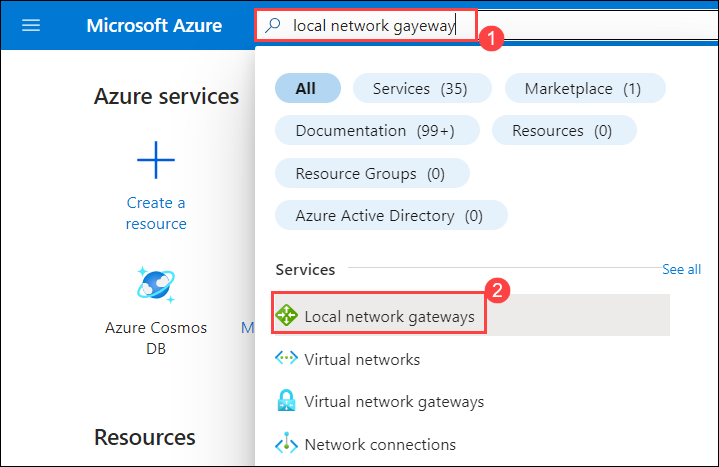 Microsoft Azure
local network gayeway
1
Azure services
All
Services (35)
Marketplace (1)
Documentation (99+)
Resources (0)
Resource Groups (0)
Azure Active Directory (0)
Create a
resource
Services
See all
2
Local network gateways
Azure Cosmos
DB
M
Virtual networks
Virtual network gateways
Resources
Network connections